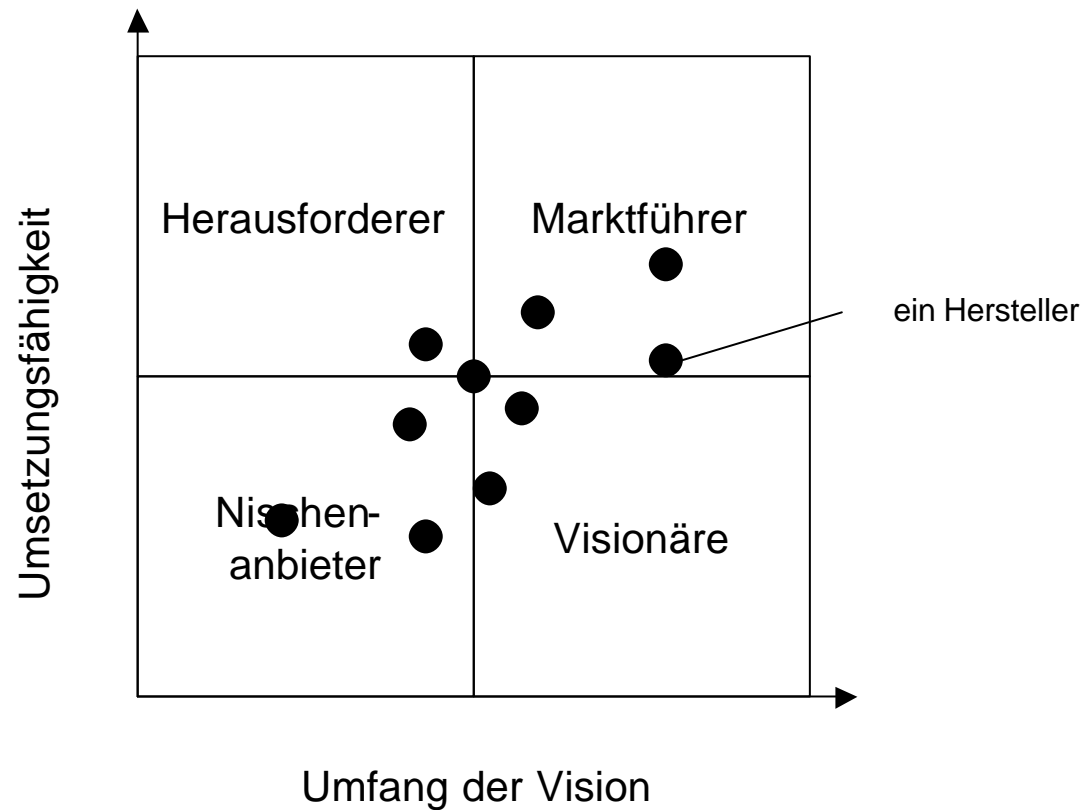 Herausforderer
Marktführer
ein Hersteller
Umsetzungsfähigkeit
Nischen-
anbieter
Visionäre
Umfang der Vision